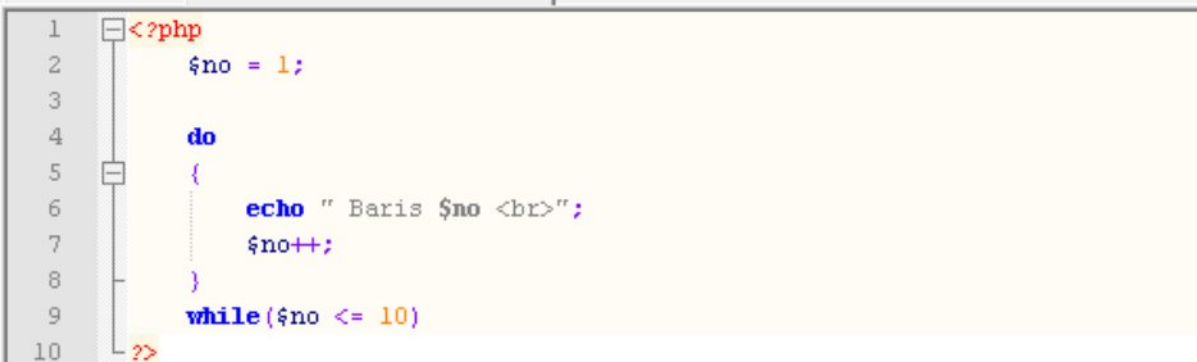 1 <?php
2 $no = 1;
3
4 do
5 {
6 echo " Baris $no <br>";
7 $no++;
8 }
9 while($no <= 10)
10 ?>